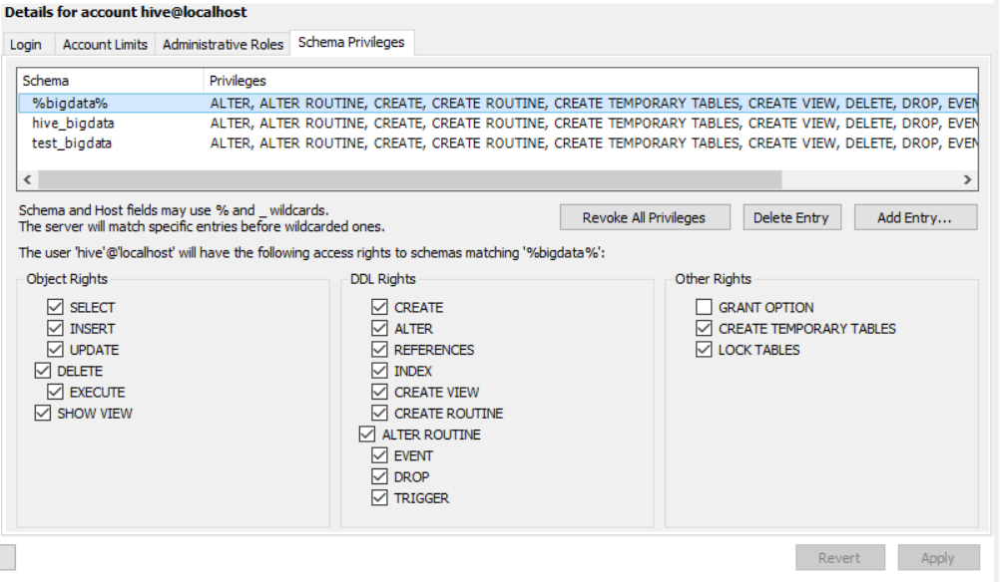 Details for account hive@localhost
Login Account Limits Administrative Roles Schema Privileges
Schema Privileges
%bigdata% ALTER, ALTER ROUTINE, CREATE, CREATE ROUTINE, CREATE TEMPORARY TABLES, CREATE VIEW, DELETE, DROP, EVEN
hive_bigdata ALTER, ALTER ROUTINE, CREATE, CREATE ROUTINE, CREATE TEMPORARY TABLES, CREATE VIEW, DELETE, DROP, EVEN
test_bigdata ALTER, ALTER ROUTINE, CREATE, CREATE ROUTINE, CREATE TEMPORARY TABLES, CREATE VIEW, DELETE, DROP, EVEN
Schema and Host fields may use % and _ wildcards.
The server will match specific entries before wildcarded ones.
Revoke All Privileges Delete Entry Add Entry...
The user 'hive'@'localhost' will have the following access rights to schemas matching '%bigdata%':
Object Rights
SELECT
INSERT
UPDATE
DELETE
EXECUTE
SHOW VIEW
DDL Rights
CREATE
ALTER
REFERENCES
INDEX
CREATE VIEW
CREATE ROUTINE
ALTER ROUTINE
EVENT
DROP
TRIGGER
Other Rights
GRANT OPTION
CREATE TEMPORARY TABLES
LOCK TABLES
Revert Apply